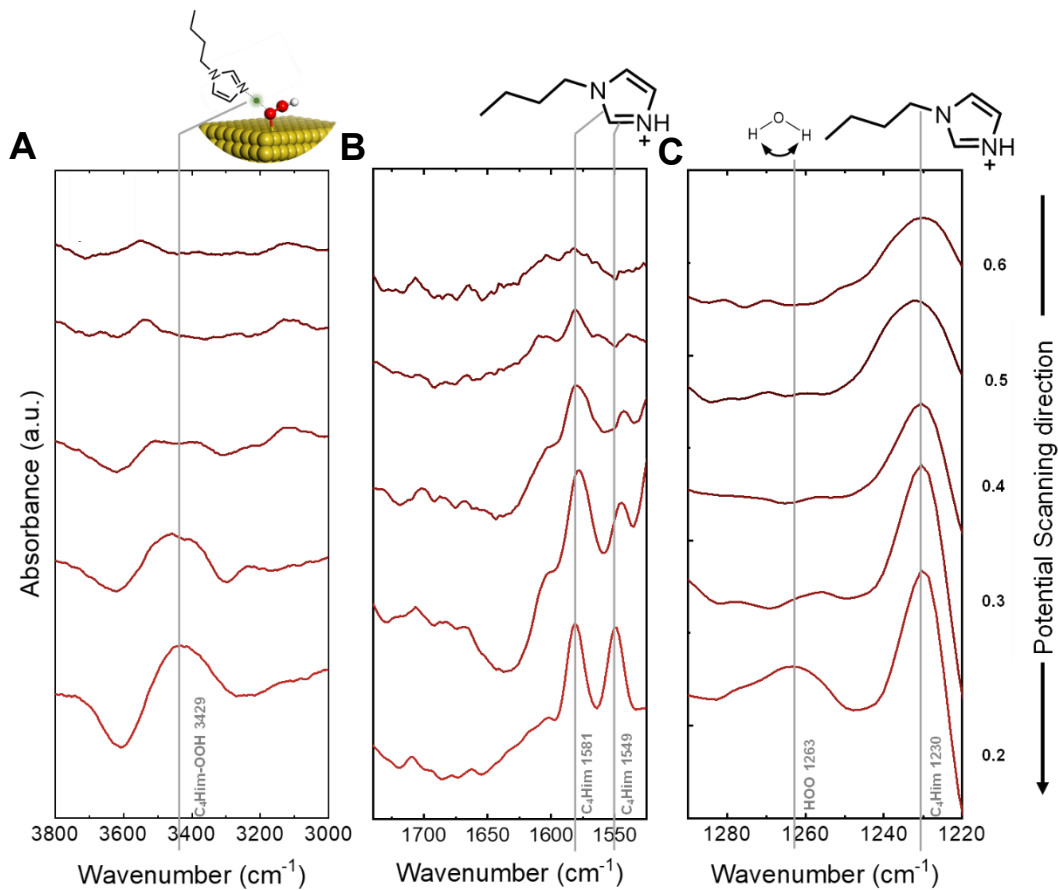 N
N
N
NH
+
H
O
H
N
NH
+
A
B
C
0.6
0.5
0.4
0.3
0.2
Absorbance (a.u.)
Potential Scanning direction
C₄Him-OOH 3429
C₄Him 1581
C₄Him 1549
HOO 1263
C₄Him 1230
3800 3600 3400 3200 3000
1700 1650 1600 1550
1280 1260 1240 1220
Wavenumber (cm⁻¹)
Wavenumber (cm⁻¹)
Wavenumber (cm⁻¹)